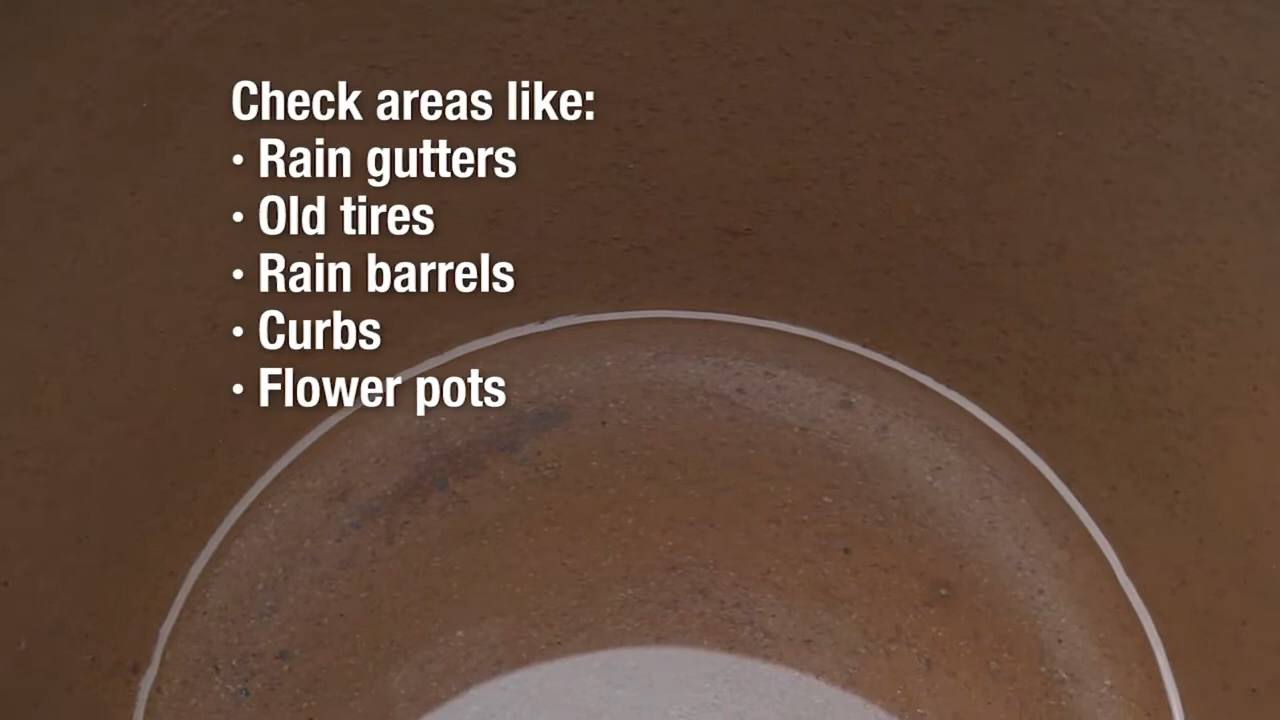 Check areas like:
• Rain gutters
• Old tires
• Rain barrels
• Curbs
• Flower pots